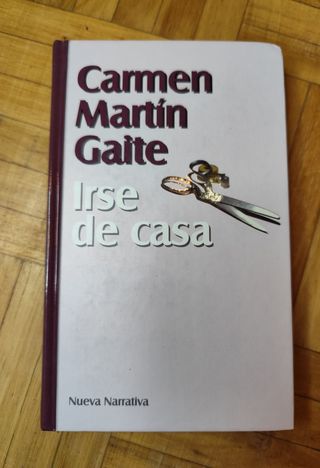 Carmen
Martín
Gaite
Irse
de casa
Nueva Narrativa